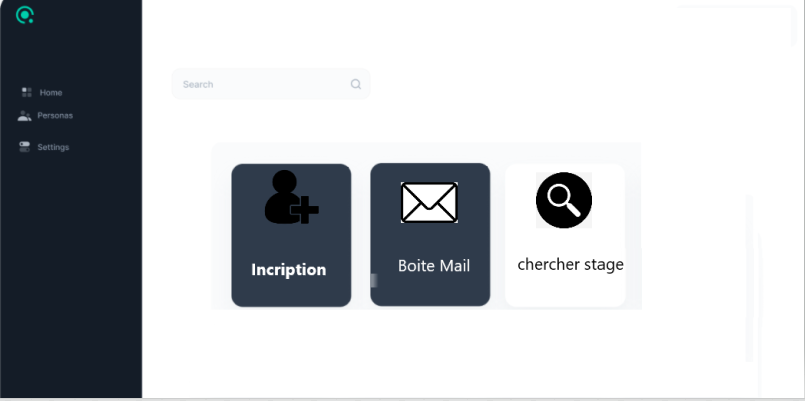 Search
Home
Personas
Settings
Incription
Boite Mail
chercher stage